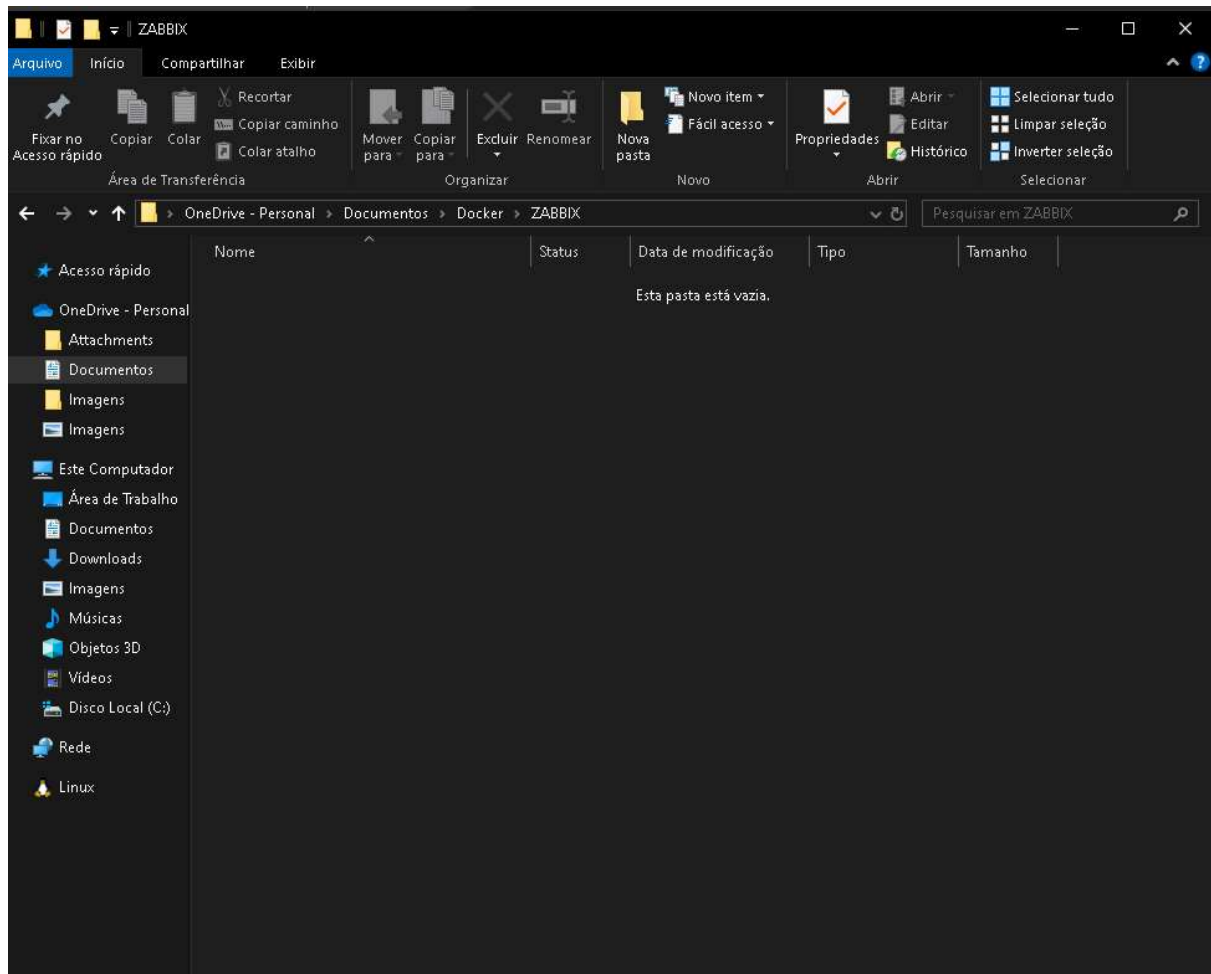 ZABBIX
Arquivo Início Compartilhar Exibir
Fixar no Acesso rápido
Copiar
Colar
Recortar
Copiar caminho
Colar atalho
Área de Transferência
Mover para
Copiar para
Excluir
Renomear
Organizar
Nova pasta
Novo item
Fácil acesso
Novo
Propriedades
Abrir
Editar
Histórico
Abrir
Selecionar tudo
Limpar seleção
Inverter seleção
Selecionar
OneDrive - Personal > Documentos > Docker > ZABBIX
Pesquisar em ZABBIX
Nome Status Data de modificação Tipo Tamanho
Esta pasta está vazia.
Acesso rápido
OneDrive - Personal
Attachments
Documentos
Imagens
Imagens
Este Computador
Área de Trabalho
Documentos
Downloads
Imagens
Músicas
Objetos 3D
Vídeos
Disco Local (C:)
Rede
Linux